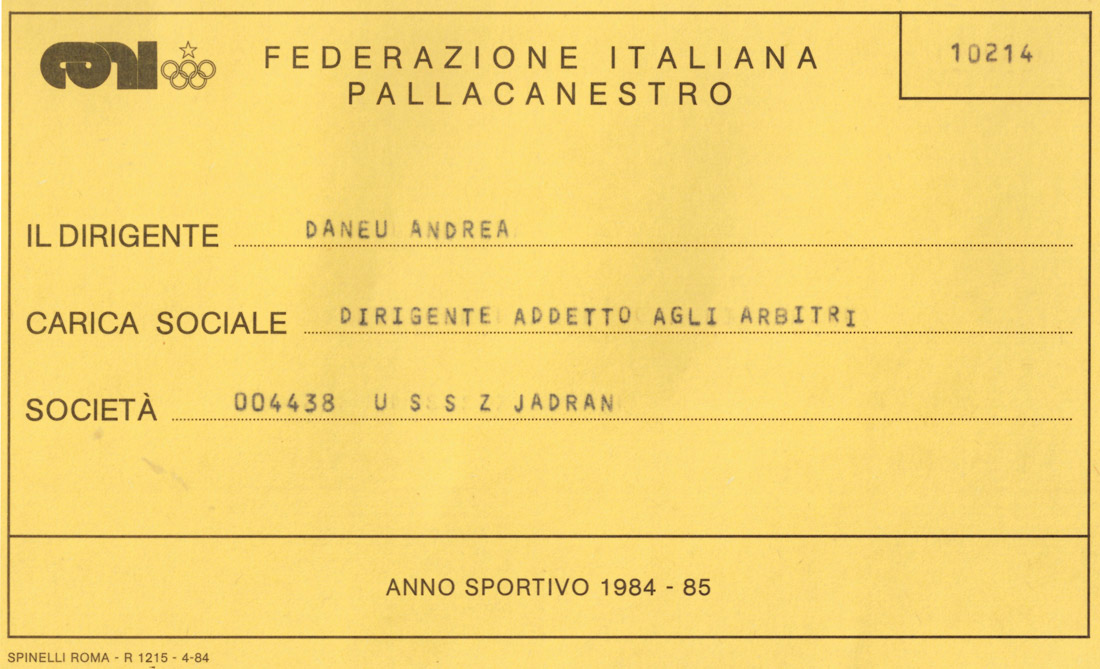 CONI
FEDERAZIONE ITALIANA
PALLACANESTRO
10214
IL DIRIGENTE DANEU ANDREA
CARICA SOCIALE DIRIGENTE ADDETTO AGLI ARBITRI
SOCIETÀ 004438 U S S Z JADRAN
ANNO SPORTIVO 1984 - 85
SPINELLI ROMA - R 1215 - 4-84